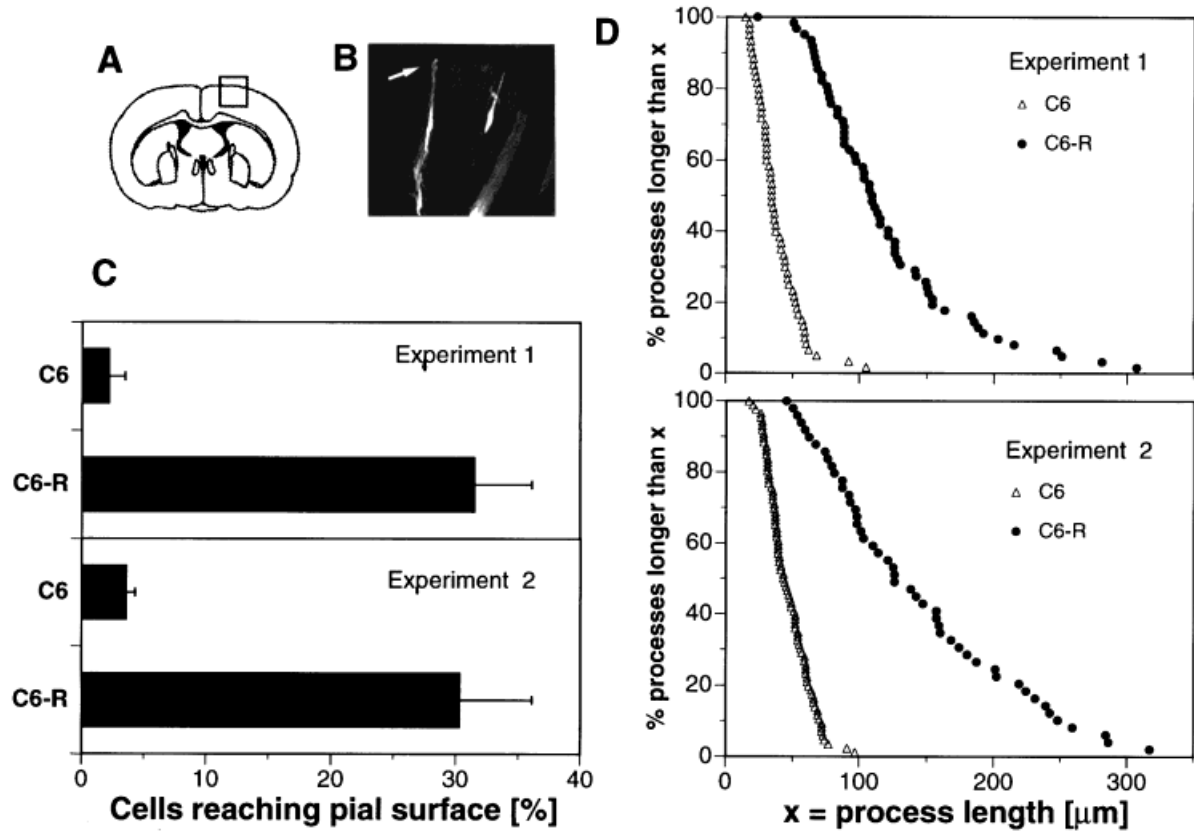 A
B
C
C6
C6-R
Experiment 1
C6
C6-R
Experiment 2
0 10 20 30 40
Cells reaching pial surface [%]
D
% processes longer than x
100
80
60
40
20
0
Experiment 1
C6
C6-R
% processes longer than x
100
80
60
40
20
0
Experiment 2
C6
C6-R
0 100 200 300
x = process length [μm]